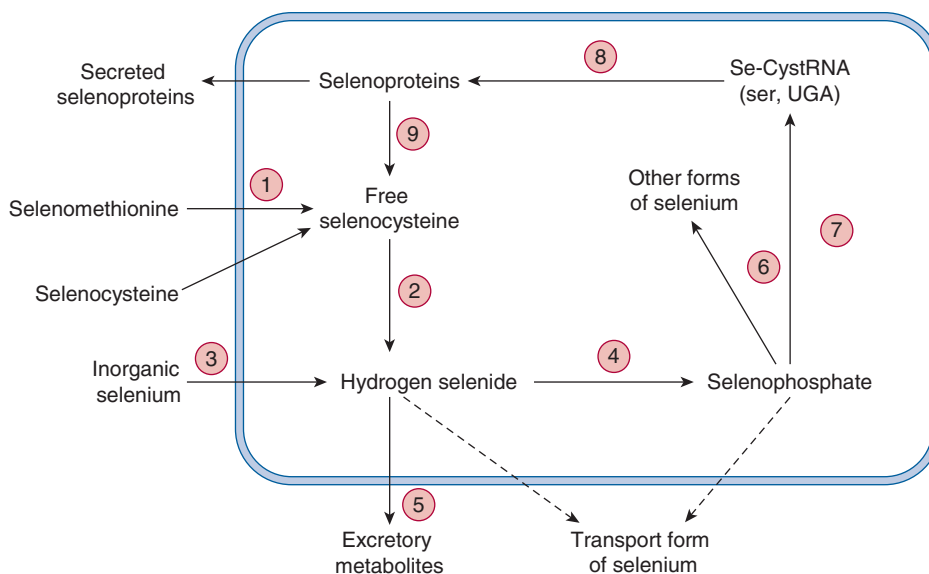 8
Secreted
selenoproteins
Selenoproteins
Se-CystRNA
(ser, UGA)
9
1
Selenomethionine
Free
selenocysteine
Other forms
of selenium
7
6
Selenocysteine
2
3
4
Inorganic
selenium
Hydrogen selenide
Selenophosphate
5
Excretory
metabolites
Transport form
of selenium